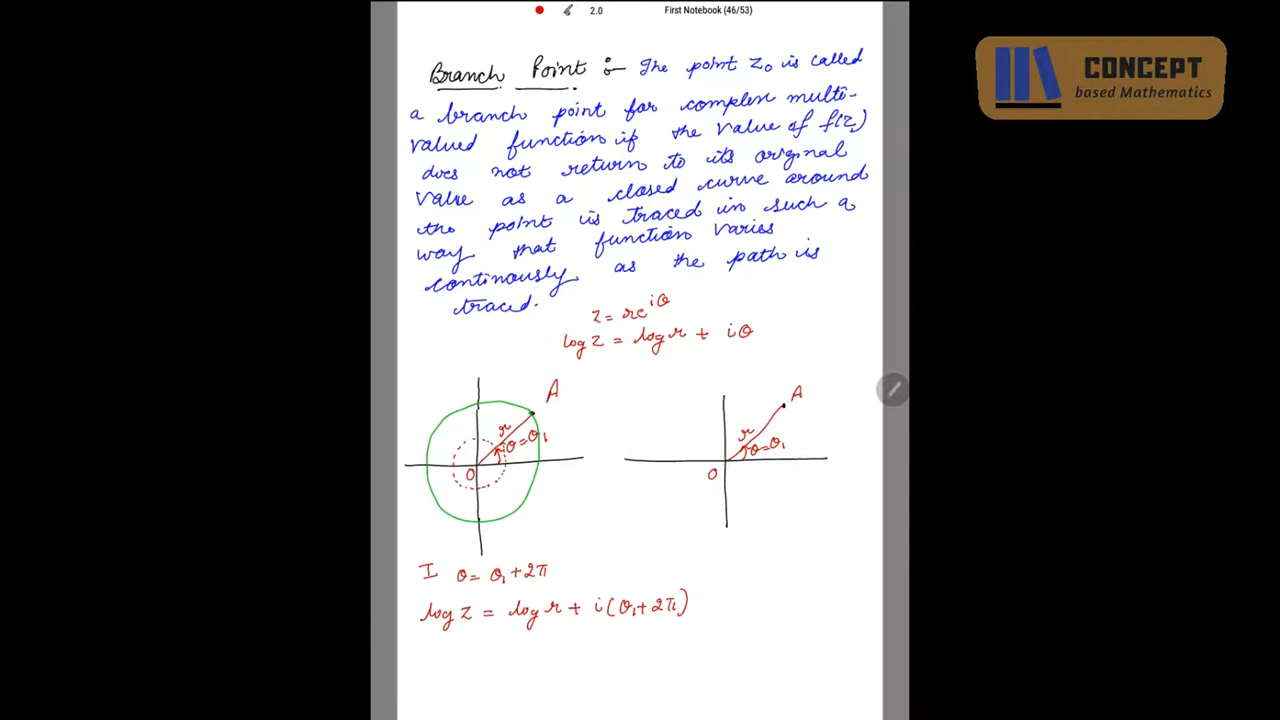 2.0 First Notebook (46/53)
CONCEPT
based Mathematics
Branch Point :- The point z₀ is called
a branch point for complex multi-
valued function if the value of f(z)
does not return to its original
value as a closed curve around
the point is traced in such a
way that function varies
continously as the path is
traced.
z = re^{iθ}
log z = log r + iθ
A
r
θ=θ₁
O
A
r
θ=θ₁
O
I θ = θ₁ + 2π
log z = log r + i(θ₁ + 2π)